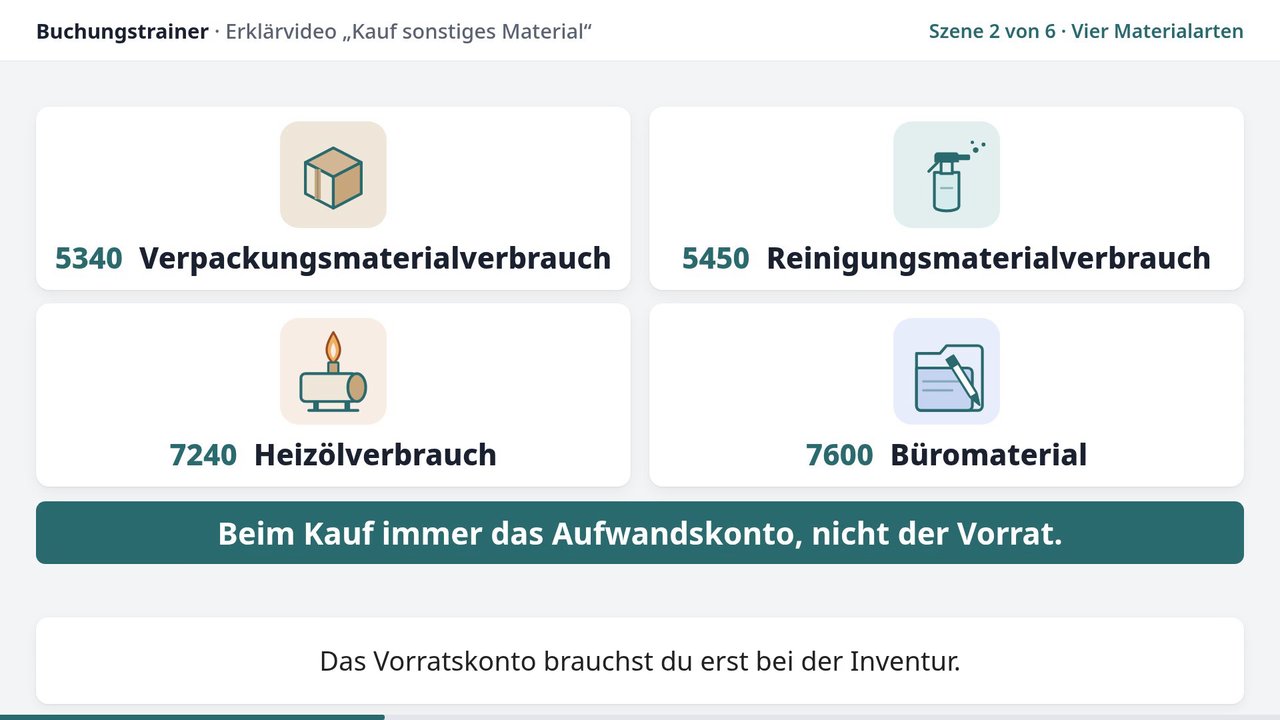 Buchungstrainer · Erklärvideo „Kauf sonstiges Material“
Szene 2 von 6 · Vier Materialarten
5340 Verpackungsmaterialverbrauch
5450 Reinigungsmaterialverbrauch
7240 Heizölverbrauch
7600 Büromaterial
Beim Kauf immer das Aufwandskonto, nicht der Vorrat.
Das Vorratskonto brauchst du erst bei der Inventur.